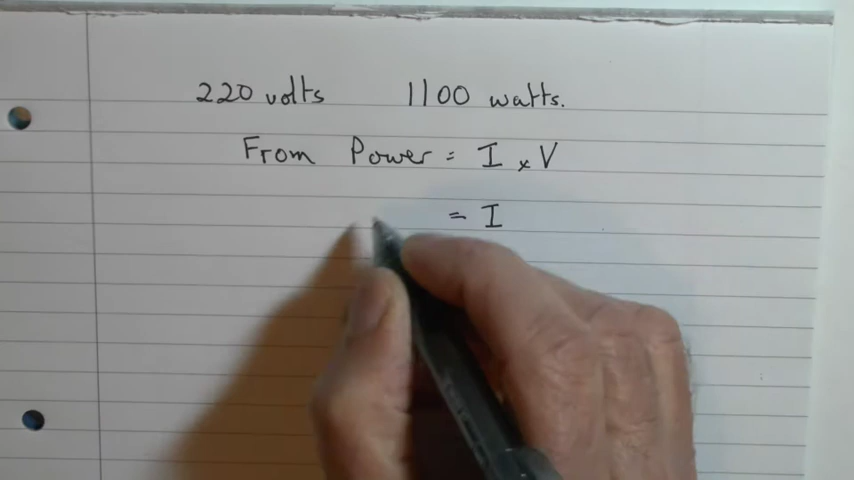 220 volts 1100 watts.
From Power = I x V
= I